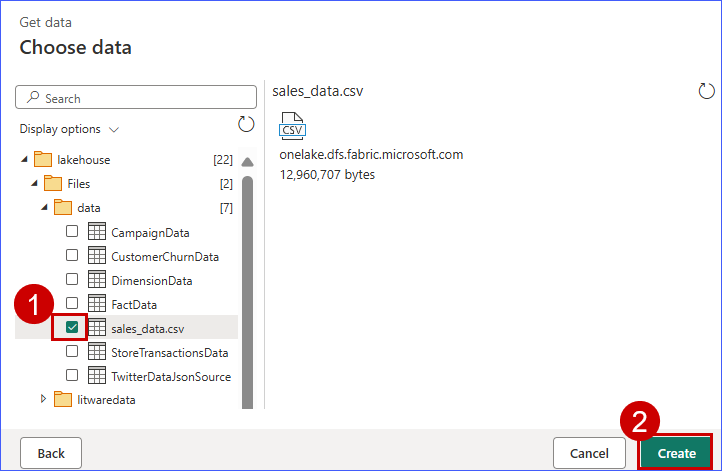 Get data
Choose data
Search
Display options
lakehouse [22]
Files [2]
data [7]
CampaignData
CustomerChurnData
DimensionData
FactData
1
sales_data.csv
StoreTransactionsData
TwitterDataJsonSource
litwaredata
sales_data.csv
CSV
onelake.dfs.fabric.microsoft.com
12,960,707 bytes
2
Back
Cancel
Create